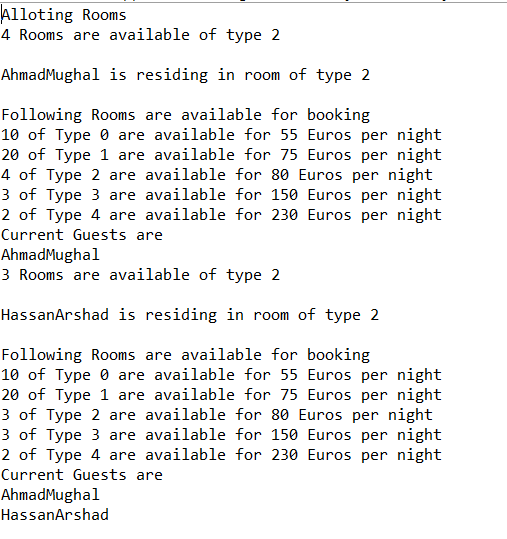 Alloting Rooms
4 Rooms are available of type 2
AhmadMughal is residing in room of type 2
Following Rooms are available for booking
10 of Type 0 are available for 55 Euros per night
20 of Type 1 are available for 75 Euros per night
4 of Type 2 are available for 80 Euros per night
3 of Type 3 are available for 150 Euros per night
2 of Type 4 are available for 230 Euros per night
Current Guests are
AhmadMughal
3 Rooms are available of type 2
HassanArshad is residing in room of type 2
Following Rooms are available for booking
10 of Type 0 are available for 55 Euros per night
20 of Type 1 are available for 75 Euros per night
3 of Type 2 are available for 80 Euros per night
3 of Type 3 are available for 150 Euros per night
2 of Type 4 are available for 230 Euros per night
Current Guests are
AhmadMughal
HassanArshad